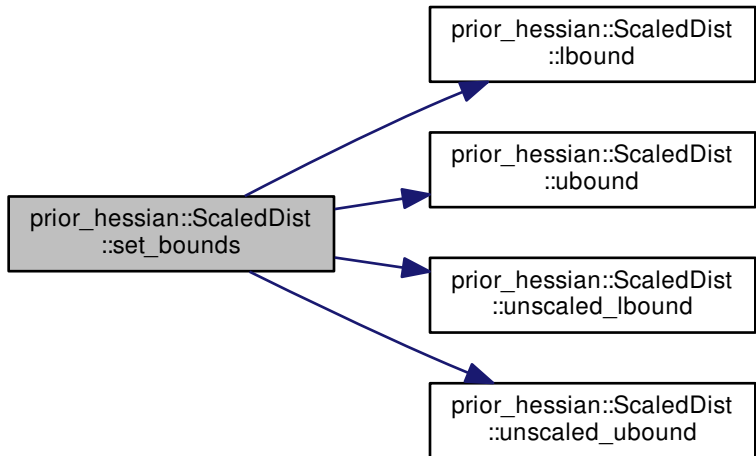 prior_hessian::ScaledDist
::lbound
prior_hessian::ScaledDist
::ubound
prior_hessian::ScaledDist
::set_bounds
prior_hessian::ScaledDist
::unscaled_lbound
prior_hessian::ScaledDist
::unscaled_ubound